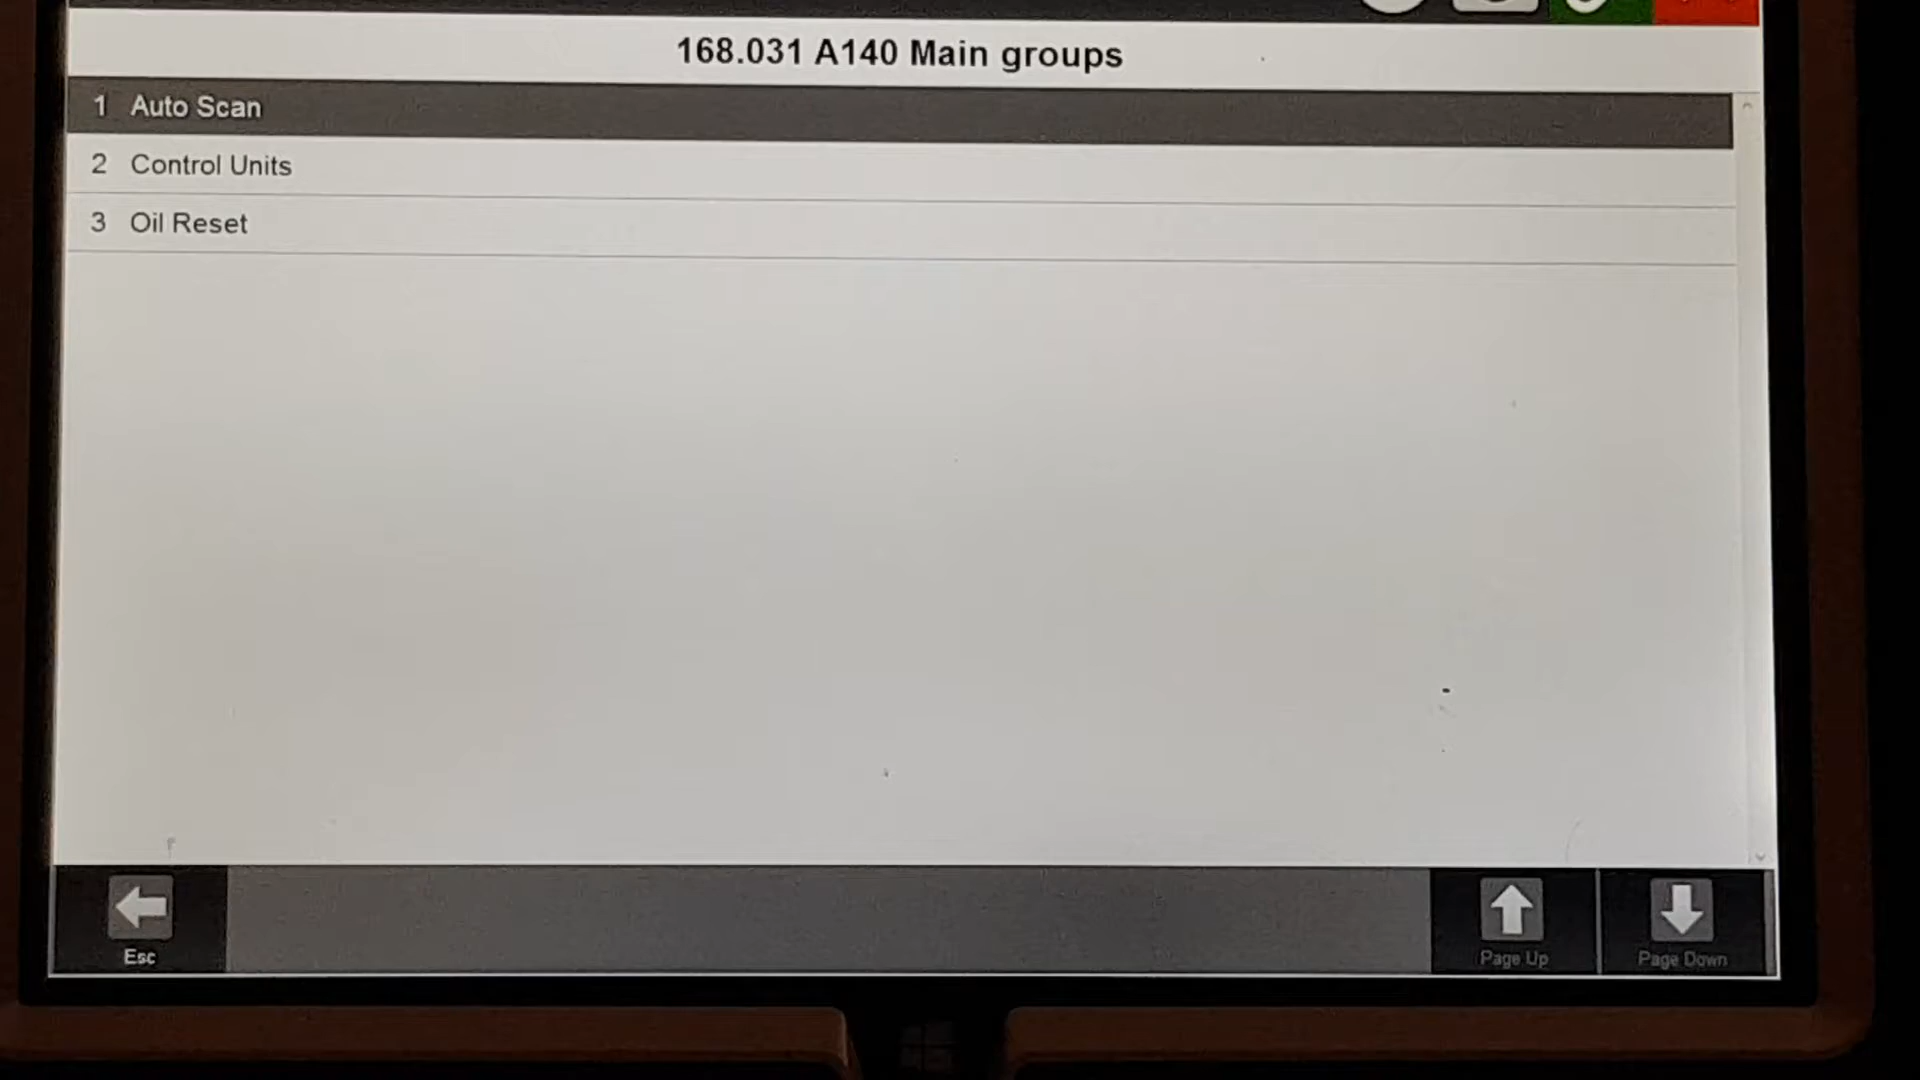 168.031 A140 Main groups
1 Auto Scan
2 Control Units
3 Oil Reset
Esc
Page Up
Page Down